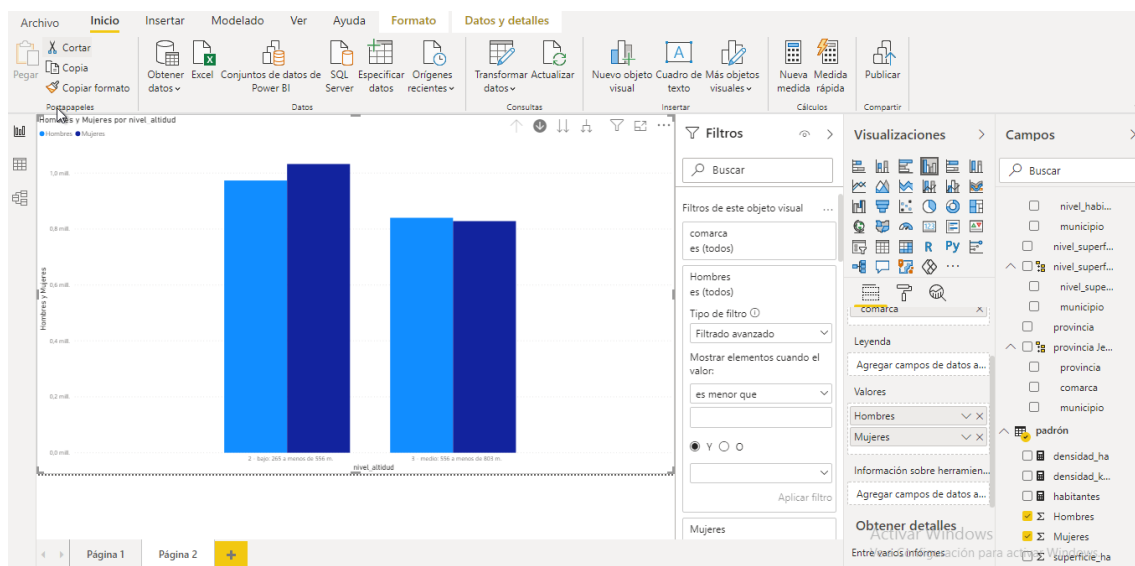 Archivo Inicio Insertar Modelado Ver Ayuda Formato Datos y detalles
Pegar
Cortar
Copia
Copiar formato
Portapapeles
Obtener datos
Excel
Conjuntos de datos de Power BI
SQL Server
Especificar datos
Orígenes recientes
Datos
Transformar datos
Actualizar
Consultas
Nuevo objeto visual
Cuadro de texto
Más objetos visuales
Insertar
Nueva medida
Medida rápida
Cálculos
Publicar
Compartir
Hombres y Mujeres por nivel_altidud
Hombres Mujeres
1,0 mill.
0,8 mill.
0,6 mill.
0,4 mill.
0,2 mill.
0,0 mill.
Hombres y Mujeres
2 - bajo: 265 a menos de 556 m.
3 - medio: 556 a menos de 803 m.
nivel_altidud
Página 1 Página 2 +
Filtros
Buscar
Filtros de este objeto visual ...
comarca
es (todos)
Hombres
es (todos)
Tipo de filtro
Filtrado avanzado
Mostrar elementos cuando el
valor:
es menor que
Y O
Aplicar filtro
Mujeres
Visualizaciones
R Py
...
comarca
Leyenda
Agregar campos de datos a...
Valores
Hombres
Mujeres
Información sobre herramien...
Agregar campos de datos a...
Obtener detalles
Entre varios informes
Campos
Buscar
nivel_habi...
municipio
nivel_superf...
nivel_superf...
nivel_supe...
municipio
provincia
provincia Je...
provincia
comarca
municipio
padrón
densidad_ha
densidad_k...
habitantes
Σ Hombres
Σ Mujeres
Σ superficie_ha
Activar Windows